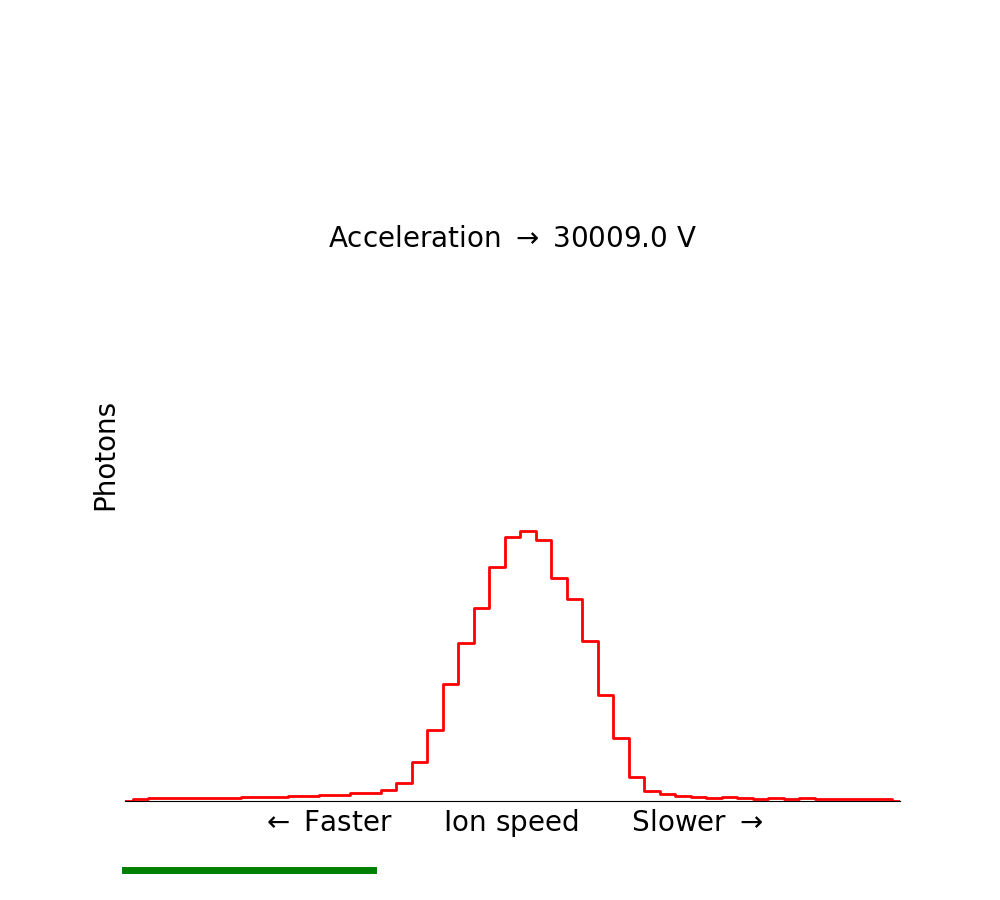 Acceleration → 30009.0 V
Photons
← Faster Ion speed Slower →